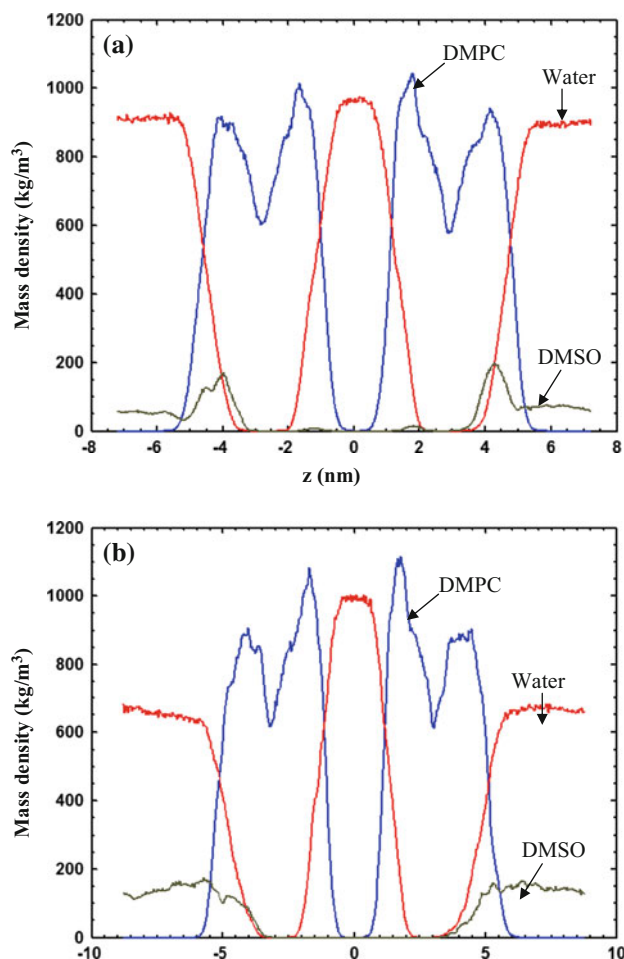 (a)
DMPC
Water
DMSO
Mass density (kg/m³)
1200
1000
800
600
400
200
0
-8 -6 -4 -2 0 2 4 6 8
z (nm)
(b)
DMPC
Water
DMSO
Mass density (kg/m³)
1200
1000
800
600
400
200
0
-10 -5 0 5 10